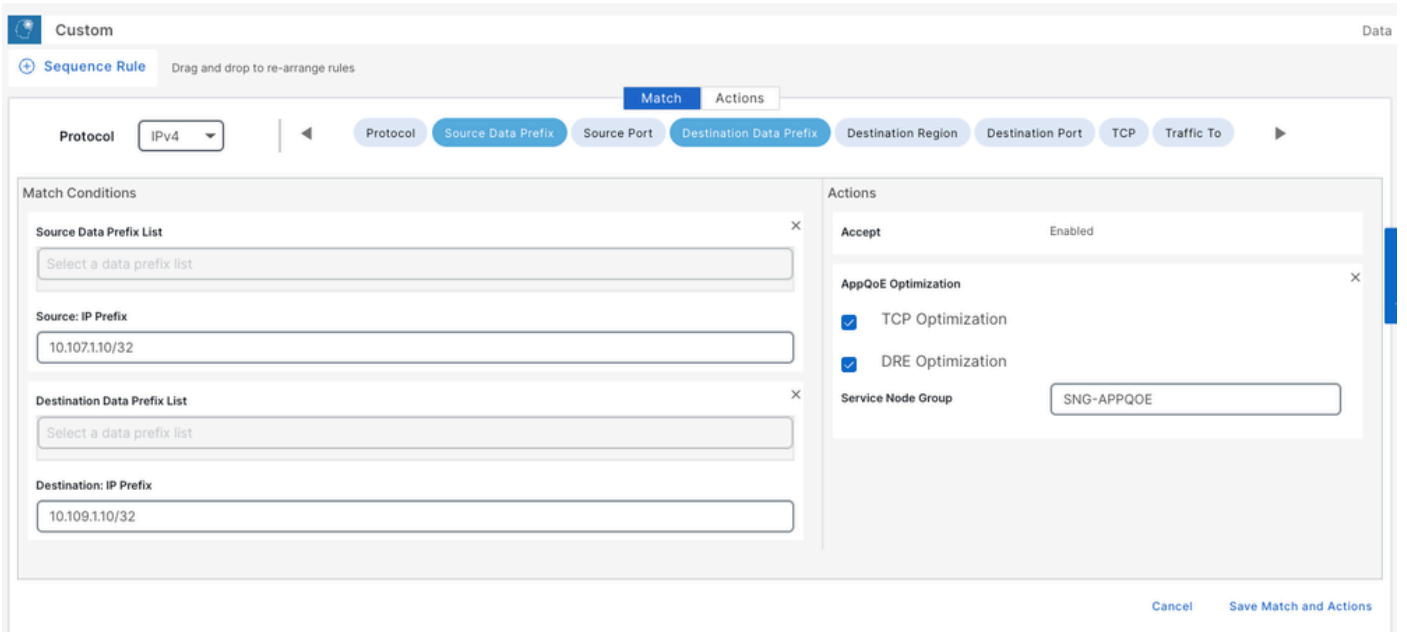 Custom
Data
Sequence Rule
Drag and drop to re-arrange rules
Match
Actions
Protocol
IPv4
Protocol
Source Data Prefix
Source Port
Destination Data Prefix
Destination Region
Destination Port
TCP
Traffic To
Match Conditions
Source Data Prefix List
Select a data prefix list
Source: IP Prefix
10.107.1.10/32
Destination Data Prefix List
Select a data prefix list
Destination: IP Prefix
10.109.1.10/32
Actions
Accept
Enabled
AppQoE Optimization
TCP Optimization
DRE Optimization
Service Node Group
SNG-APPQOE
Cancel
Save Match and Actions